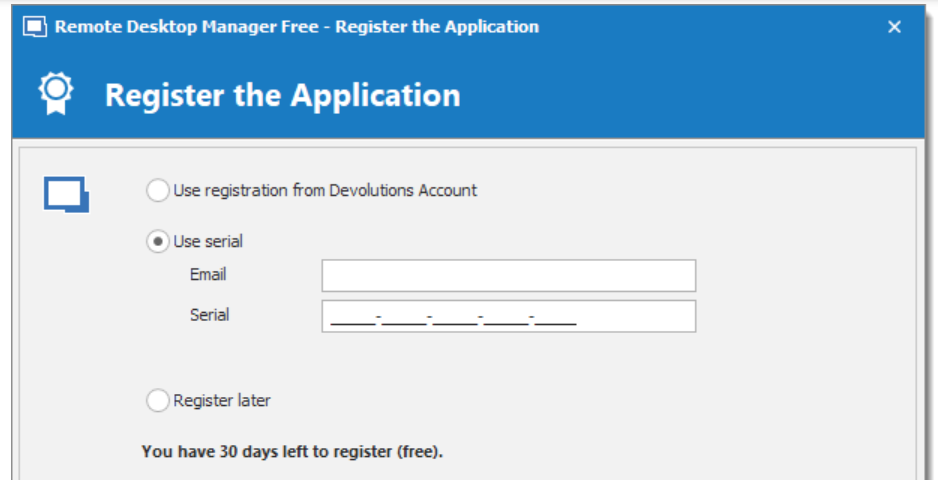 Remote Desktop Manager Free - Register the Application
Register the Application
Use registration from Devolutions Account
Use serial
Email
Serial
_____-_____-_____-_____-_____
Register later
You have 30 days left to register (free).